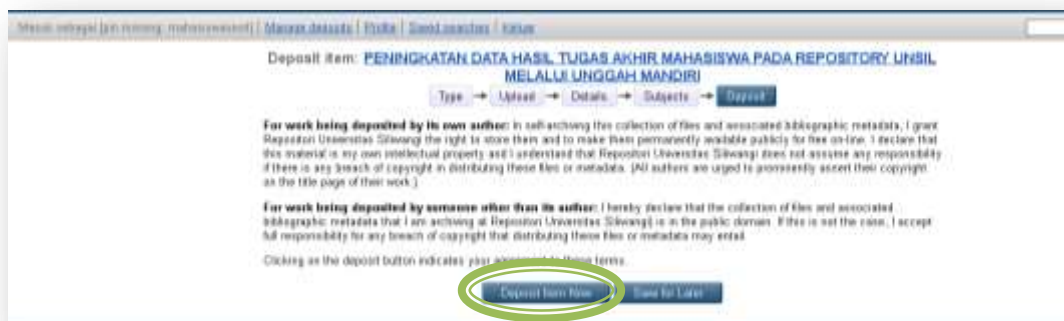 Manage deposits | Profile | Saved searches | Keluar
Deposit item: PENINGKATAN DATA HASIL TUGAS AKHIR MAHASISWA PADA REPOSITORY UNSIL
MELALUI UNGGAH MANDIRI
Type → Upload → Details → Subjects → Deposit
For work being deposited by its own author: In self-archiving this collection of files and associated bibliographic metadata, I grant
Repositori Universitas Siliwangi the right to store them and to make them permanently available publicly for free on-line. I declare that
this material is my own intellectual property and I understand that Repositori Universitas Siliwangi does not assume any responsibility
if there is any breach of copyright in distributing these files or metadata. (All authors are urged to prominently assert their copyright
on the title page of their work.)
For work being deposited by someone other than its author: I hereby declare that the collection of files and associated
bibliographic metadata that I am archiving at Repositori Universitas Siliwangi) is in the public domain. If this is not the case, I accept
full responsibility for any breach of copyright that distributing these files or metadata may entail.
Clicking on the deposit button indicates your agreement to these terms.
Deposit Item Now Save for Later